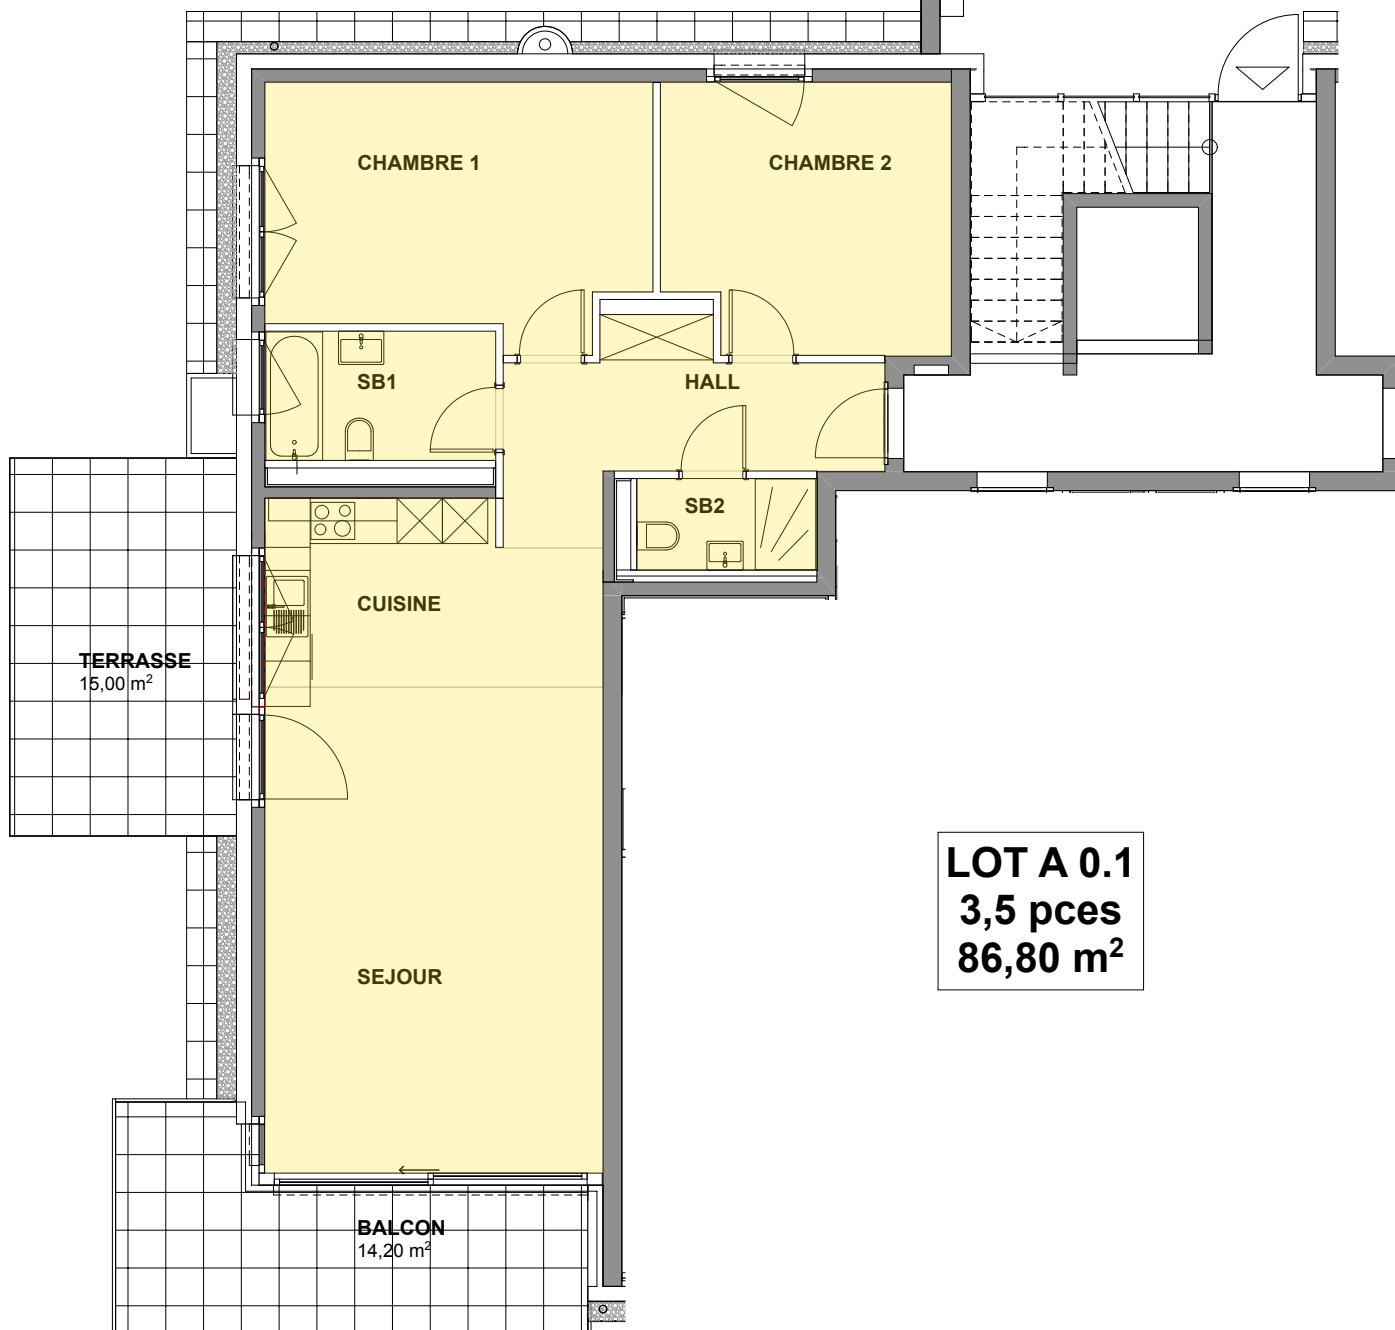 CHAMBRE 1
CHAMBRE 2
SB1
HALL
SB2
CUISINE
TERRASSE
15,00 m²
LOT A 0.1
3,5 pces
86,80 m²
SEJOUR
BALCON
14,20 m²